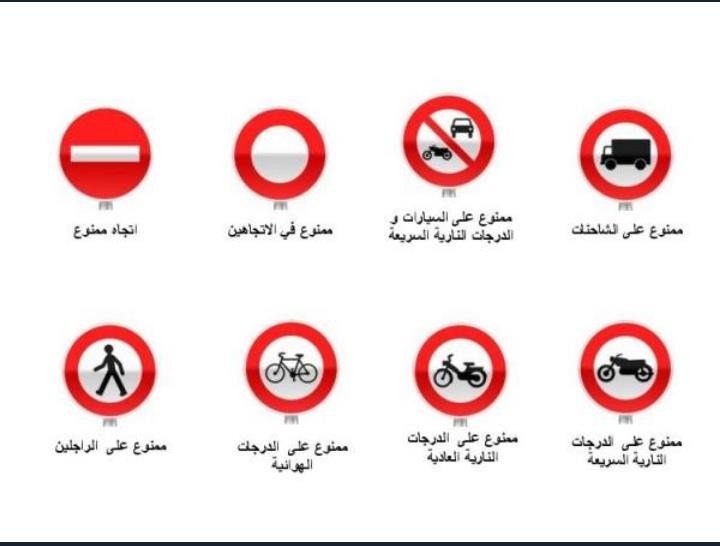 ممنوع على الشاحنات
ممنوع على السيارات و
الدرجات النارية السريعة
ممنوع في الاتجاهين
اتجاه ممنوع
ممنوع على الدرجات
النارية السريعة
ممنوع على الدرجات
النارية العادية
ممنوع على الدرجات
الهوائية
ممنوع على الراجلين